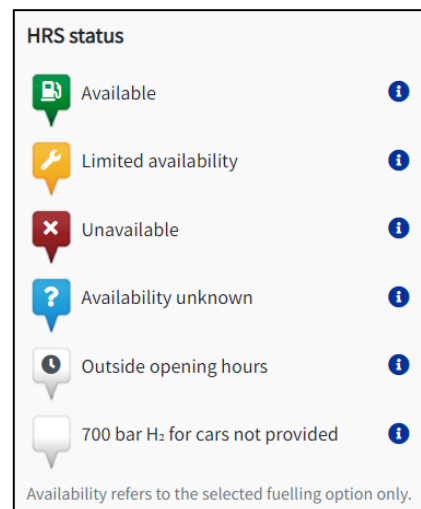 HRS status
Available
Limited availability
Unavailable
? Availability unknown
Outside opening hours
700 bar H₂ for cars not provided
Availability refers to the selected fuelling option only.